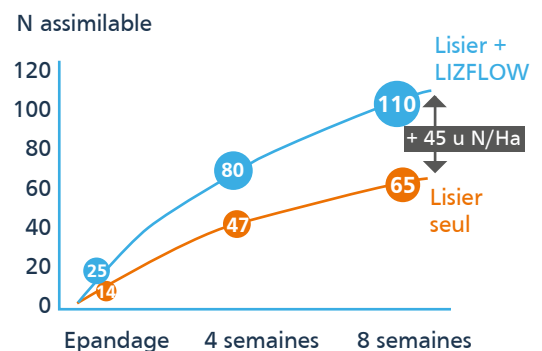 N assimilable
Lisier +
LIZFLOW
120
100
80
60
40
20
0
110
+ 45 u N/Ha
80
65
Lisier
seul
47
25
14
Epandage
4 semaines
8 semaines